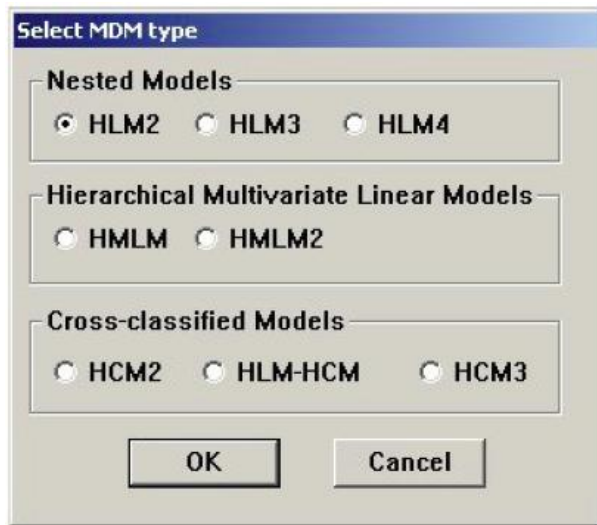 Select MDM type
Nested Models
HLM2 HLM3 HLM4
Hierarchical Multivariate Linear Models
HMLM HMLM2
Cross-classified Models
HCM2 HLM-HCM HCM3
OK Cancel